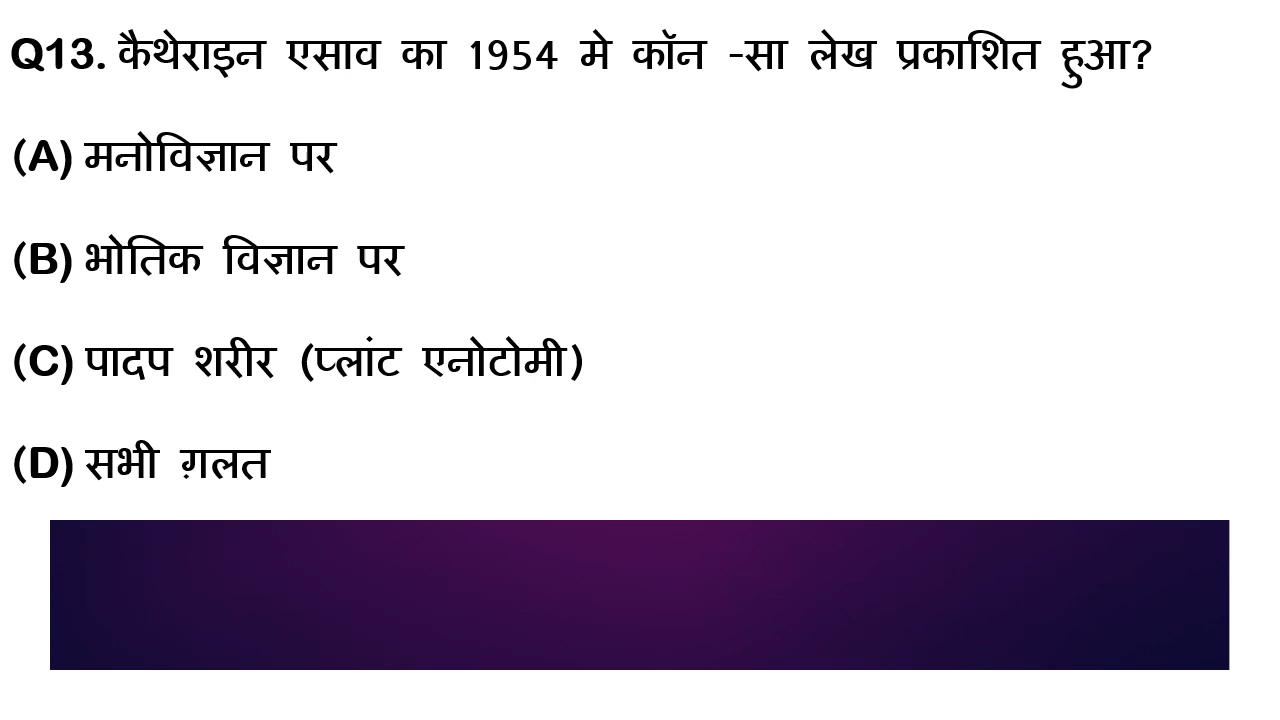 Q13. कैथेराइन एसाव का 1954 मे कॉन -सा लेख प्रकाशित हुआ?
(A) मनोविज्ञान पर
(B) भोतिक विज्ञान पर
(C) पादप शरीर (प्लांट एनोटोमी)
(D) सभी ग़लत